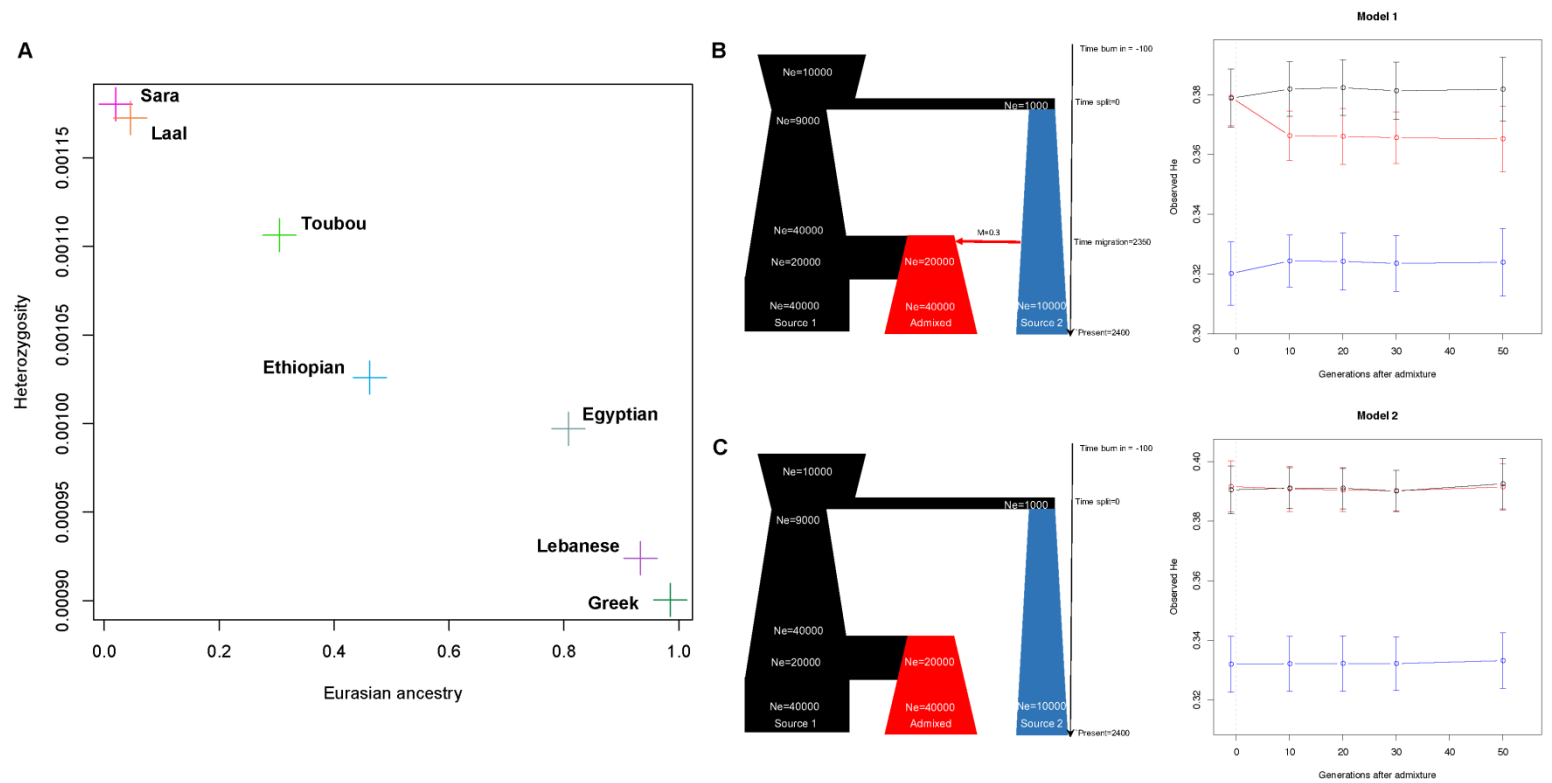 A
Heterozygosity
0.00115
0.00110
0.00105
0.00100
0.00095
0.00090
Sara
Laal
Toubou
Ethiopian
Egyptian
Lebanese
Greek
0.0
0.2
0.4
0.6
0.8
1.0
Eurasian ancestry
B
Ne=10000
Ne=9000
Ne=1000
Ne=40000
Ne=20000
Ne=40000
Source 1
Ne=20000
Ne=40000
Admixed
M=0.3
Ne=10000
Source 2
Time burn in = -100
Time split=0
Time migration=2350
Present=2400
Model 1
Observed He
0.38
0.36
0.34
0.32
0.30
0
10
20
30
40
50
Generations after admixture
C
Ne=10000
Ne=9000
Ne=1000
Ne=40000
Ne=20000
Ne=40000
Source 1
Ne=20000
Ne=40000
Admixed
Ne=10000
Source 2
Time burn in = -100
Time split=0
Present=2400
Model 2
Observed He
0.40
0.38
0.36
0.34
0.32
0
10
20
30
40
50
Generations after admixture